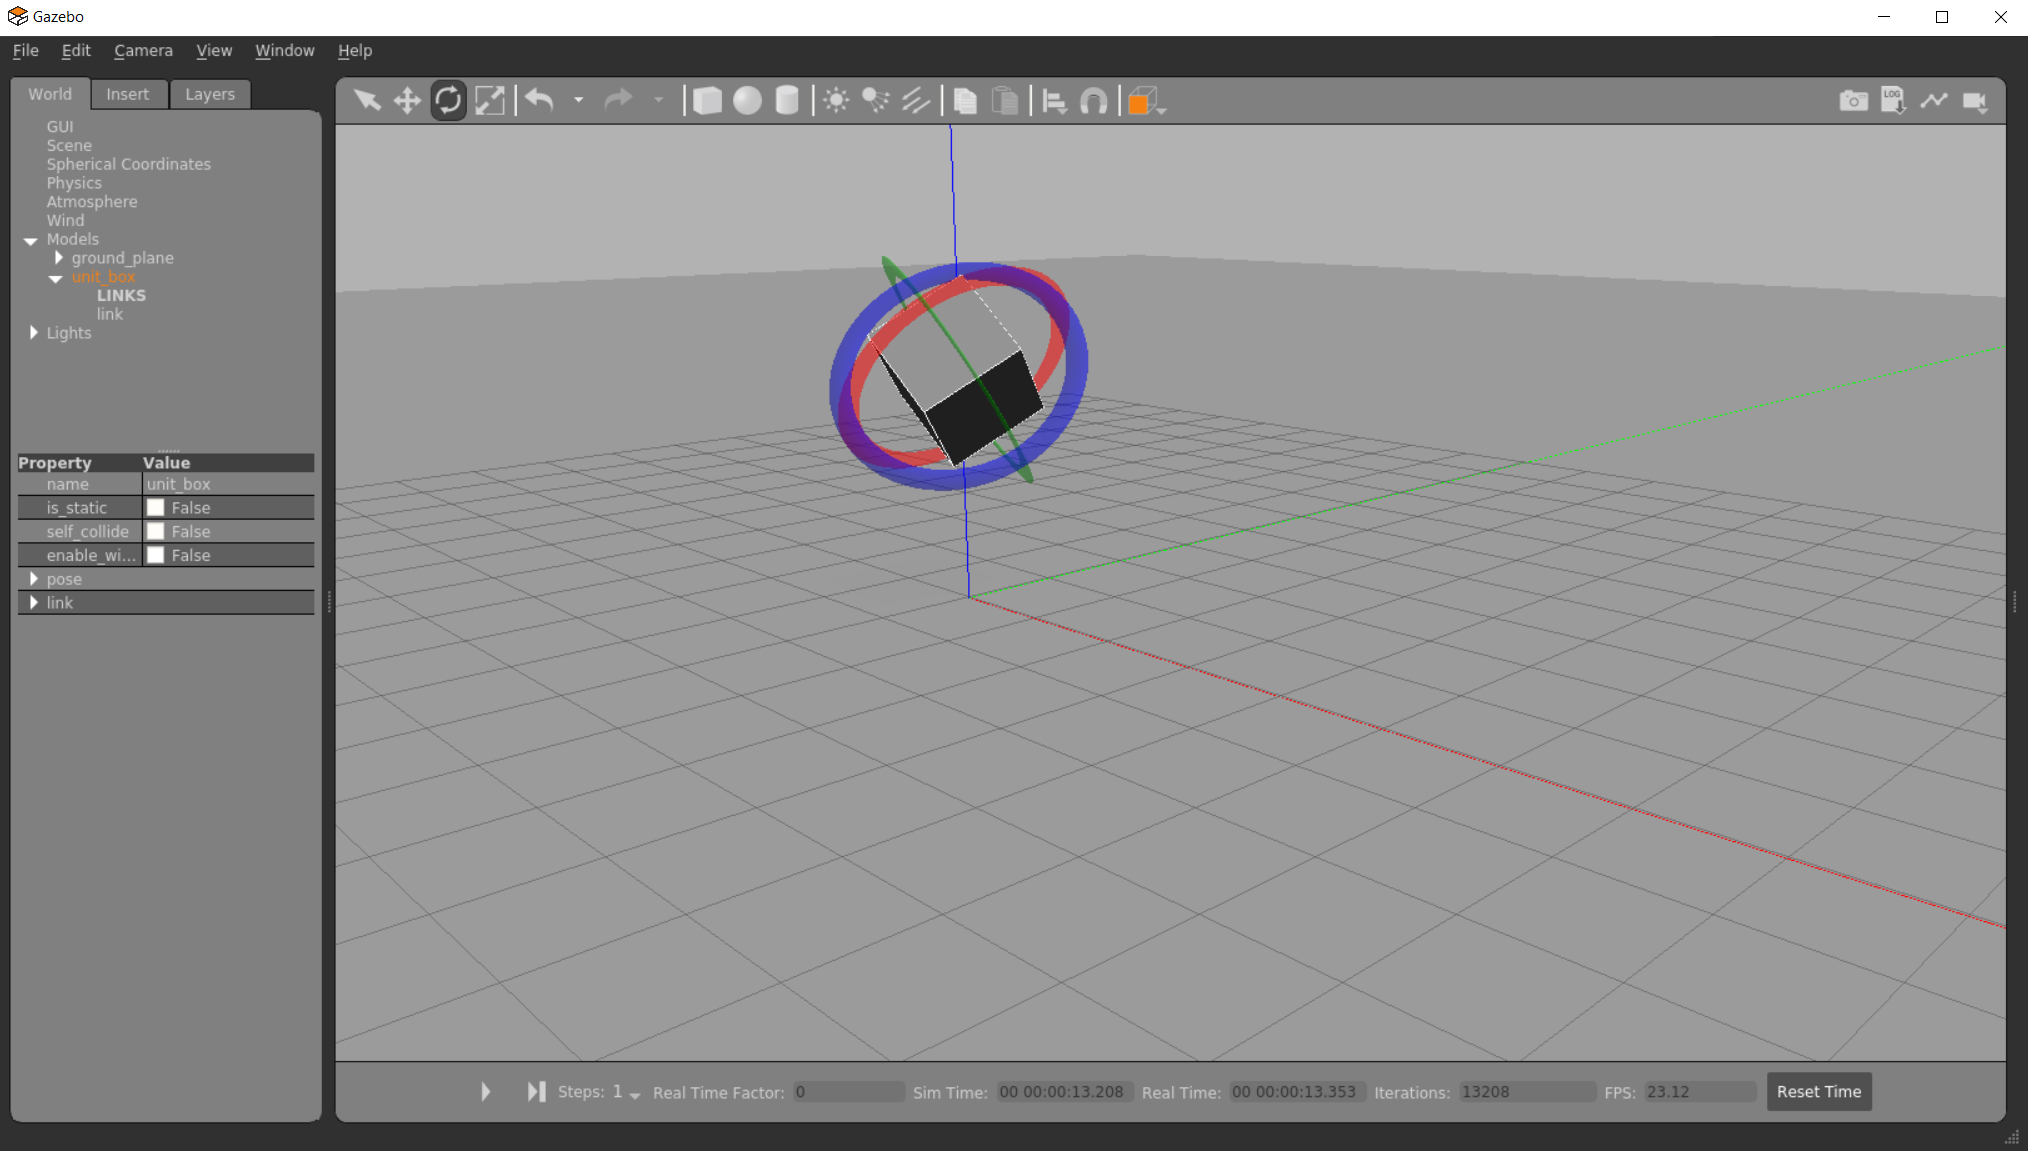 Gazebo
File Edit Camera View Window Help
World Insert Layers
LOG
GUI
Scene
Spherical Coordinates
Physics
Atmosphere
Wind
Models
ground_plane
unit_box
LINKS
link
Lights
Property Value
name unit_box
is_static False
self_collide False
enable_wi... False
pose
link
Steps: 1 Real Time Factor: 0 Sim Time: 00 00:00:13.208 Real Time: 00 00:00:13.353 Iterations: 13208 FPS: 23.12 Reset Time